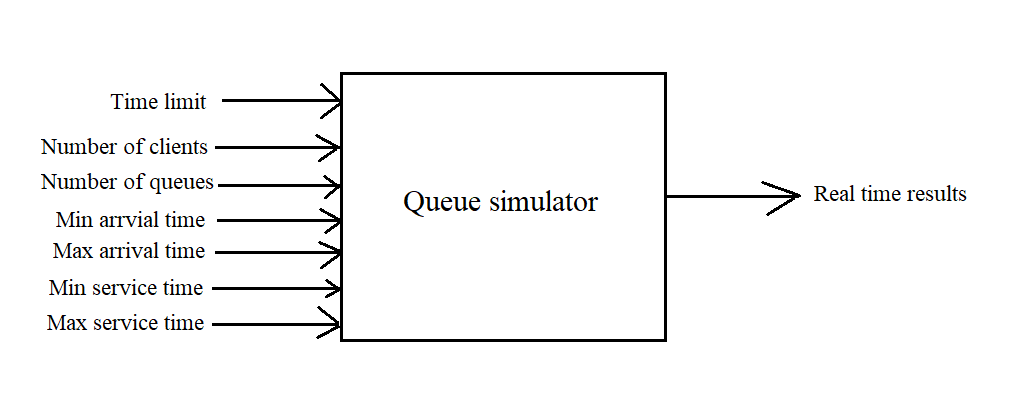 Time limit
Number of clients
Number of queues
Min arrvial time
Max arrival time
Min service time
Max service time
Queue simulator
Real time results